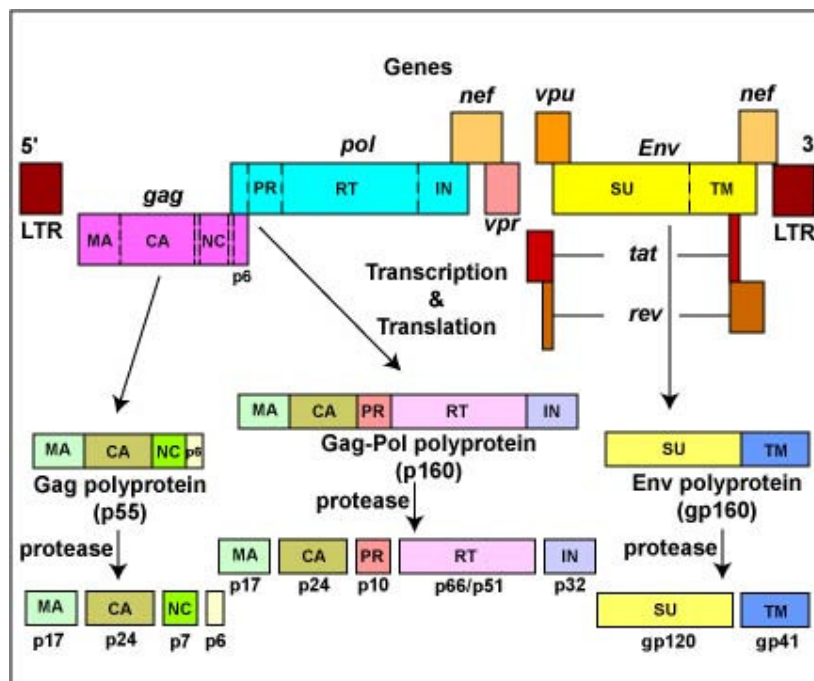 Genes
nef
vpu
nef
5'
pol
Env
3
PR RT IN
SU TM
gag
LTR
vpr
LTR
MA CA NC
p6
Transcription
&
Translation
tat
rev
MA CA PR RT IN
Gag-Pol polyprotein
(p160)
MA CA NC p6
Gag polyprotein
(p55)
SU TM
Env polyprotein
(gp160)
protease
protease
protease
MA CA PR RT IN
p17 p24 p10 p66/p51 p32
MA CA NC
p17 p24 p7 p6
SU TM
gp120 gp41